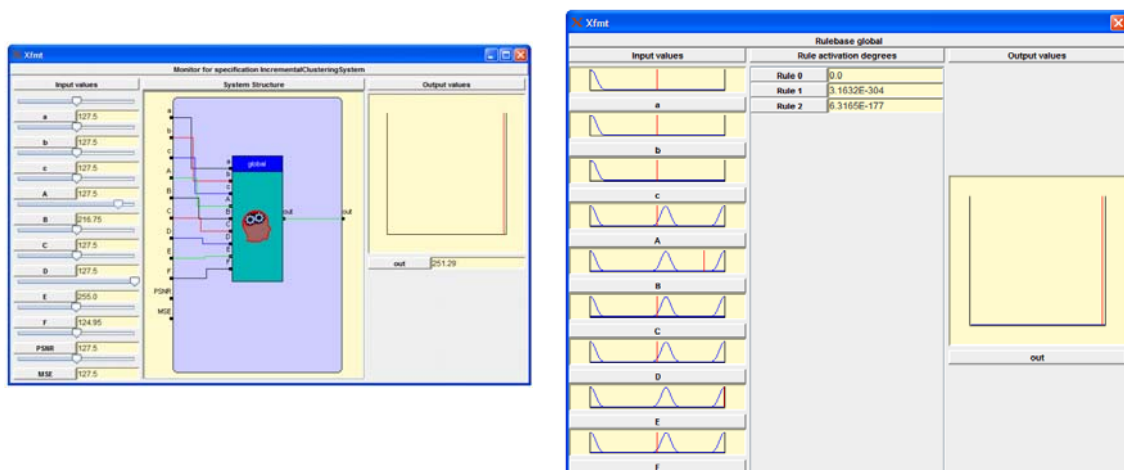 Xfmt
Monitor for specification IncrementalClusteringSystem
Input values
System Structure
Output values
a 127.5
b 127.5
c 127.5
A 127.5
B 216.75
C 127.5
D 127.5
E 255.0
F 124.95
PSNR 127.5
MSE 127.5
a
b
c
A
B
C
D
E
F
PSNR
MSE
global
a
b
c
A
B
C
D
E
F
out
out
out 251.29
Xfmt
Rulebase global
Input values
Rule activation degrees
Output values
a
b
c
A
B
C
D
E
F
Rule 0 0.0
Rule 1 3.1632E-304
Rule 2 6.3165E-177
out